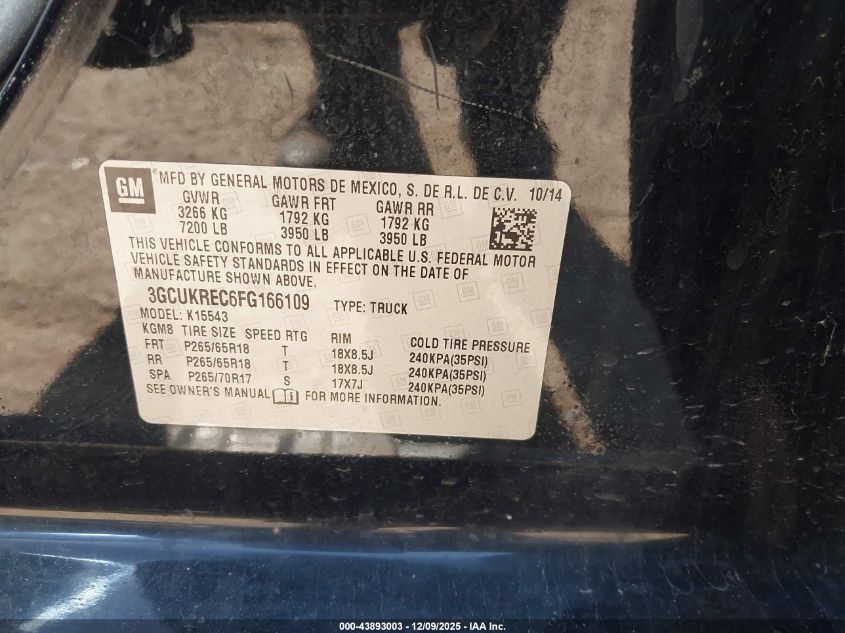 GM MFD BY GENERAL MOTORS DE MEXICO, S. DE R.L. DE C.V. 10/14
GVWR GAWR FRT GAWR RR
3266 KG 1792 KG 1792 KG
7200 LB 3950 LB 3950 LB
THIS VEHICLE CONFORMS TO ALL APPLICABLE U.S. FEDERAL MOTOR
VEHICLE SAFETY STANDARDS IN EFFECT ON THE DATE OF
MANUFACTURE SHOWN ABOVE.
3GCUKREC6FG166109 TYPE: TRUCK
MODEL: K15543
KGM8 TIRE SIZE SPEED RTG RIM COLD TIRE PRESSURE
FRT P265/65R18 T 18X8.5J 240KPA(35PSI)
RR P265/65R18 T 18X8.5J 240KPA(35PSI)
SPA P265/70R17 S 17X7J 240KPA(35PSI)
SEE OWNER'S MANUAL i FOR MORE INFORMATION.
000-43893003 | 12/09/2025 - IAA Inc.